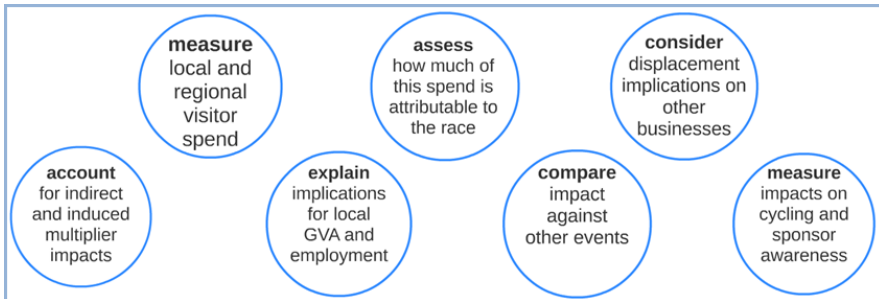 measure
local and
regional
visitor
spend
assess
how much of
this spend is
attributable to
the race
consider
displacement
implications on
other
businesses
account
for indirect
and induced
multiplier
impacts
explain
implications
for local
GVA and
employment
compare
impact
against
other events
measure
impacts on
cycling and
sponsor
awareness